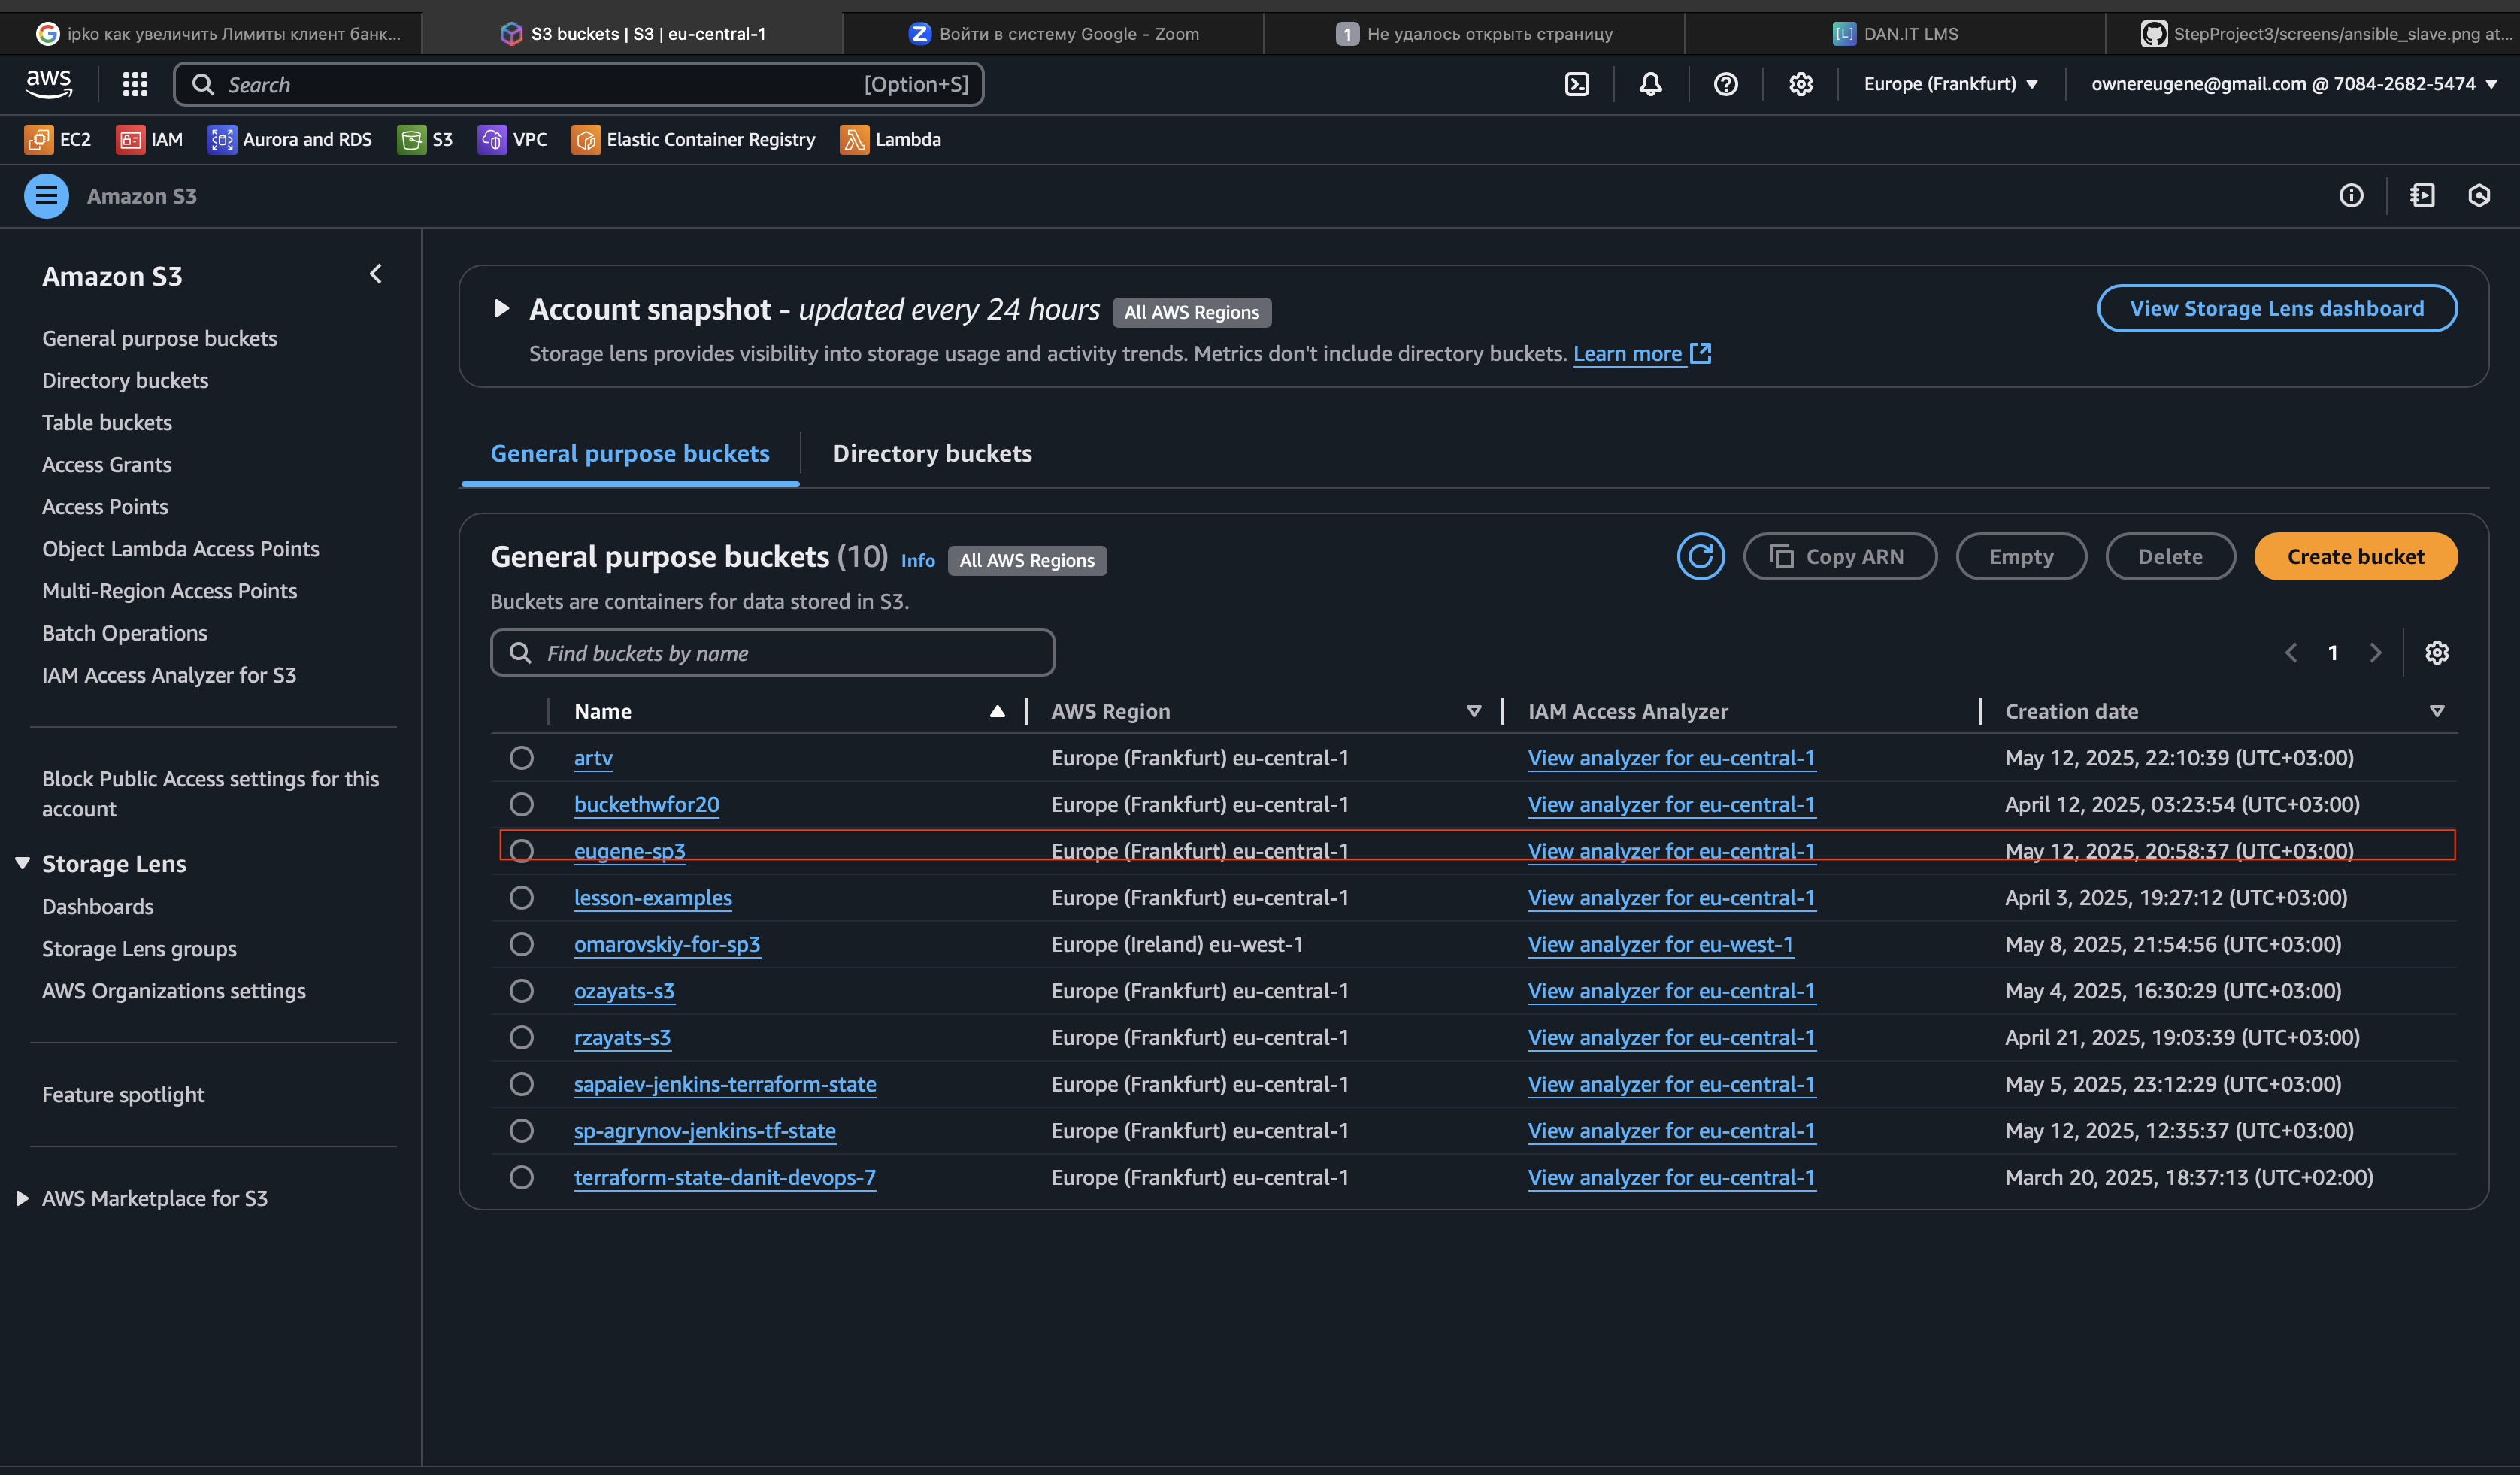 ipko как увеличить Лимиты клиент банк...
S3 buckets | S3 | eu-central-1
Войти в систему Google - Zoom
1 Не удалось открыть страницу
[L] DAN.IT LMS
StepProject3/screens/ansible_slave.png at...
aws
Search [Option+S]
Europe (Frankfurt)
ownereugene@gmail.com @ 7084-2682-5474
EC2 IAM Aurora and RDS S3 VPC Elastic Container Registry Lambda
Amazon S3
Amazon S3
General purpose buckets
Directory buckets
Table buckets
Access Grants
Access Points
Object Lambda Access Points
Multi-Region Access Points
Batch Operations
IAM Access Analyzer for S3
Block Public Access settings for this
account
Storage Lens
Dashboards
Storage Lens groups
AWS Organizations settings
Feature spotlight
AWS Marketplace for S3
Account snapshot - updated every 24 hours All AWS Regions
View Storage Lens dashboard
Storage lens provides visibility into storage usage and activity trends. Metrics don't include directory buckets. Learn more
General purpose buckets
Directory buckets
General purpose buckets (10) Info All AWS Regions
Copy ARN
Empty
Delete
Create bucket
Buckets are containers for data stored in S3.
Find buckets by name
1
Name AWS Region IAM Access Analyzer Creation date
artv Europe (Frankfurt) eu-central-1 View analyzer for eu-central-1 May 12, 2025, 22:10:39 (UTC+03:00)
buckethwfor20 Europe (Frankfurt) eu-central-1 View analyzer for eu-central-1 April 12, 2025, 03:23:54 (UTC+03:00)
eugene-sp3 Europe (Frankfurt) eu-central-1 View analyzer for eu-central-1 May 12, 2025, 20:58:37 (UTC+03:00)
lesson-examples Europe (Frankfurt) eu-central-1 View analyzer for eu-central-1 April 3, 2025, 19:27:12 (UTC+03:00)
omarovskiy-for-sp3 Europe (Ireland) eu-west-1 View analyzer for eu-west-1 May 8, 2025, 21:54:56 (UTC+03:00)
ozayats-s3 Europe (Frankfurt) eu-central-1 View analyzer for eu-central-1 May 4, 2025, 16:30:29 (UTC+03:00)
rzayats-s3 Europe (Frankfurt) eu-central-1 View analyzer for eu-central-1 April 21, 2025, 19:03:39 (UTC+03:00)
sapaiev-jenkins-terraform-state Europe (Frankfurt) eu-central-1 View analyzer for eu-central-1 May 5, 2025, 23:12:29 (UTC+03:00)
sp-agrynov-jenkins-tf-state Europe (Frankfurt) eu-central-1 View analyzer for eu-central-1 May 12, 2025, 12:35:37 (UTC+03:00)
terraform-state-danit-devops-7 Europe (Frankfurt) eu-central-1 View analyzer for eu-central-1 March 20, 2025, 18:37:13 (UTC+02:00)